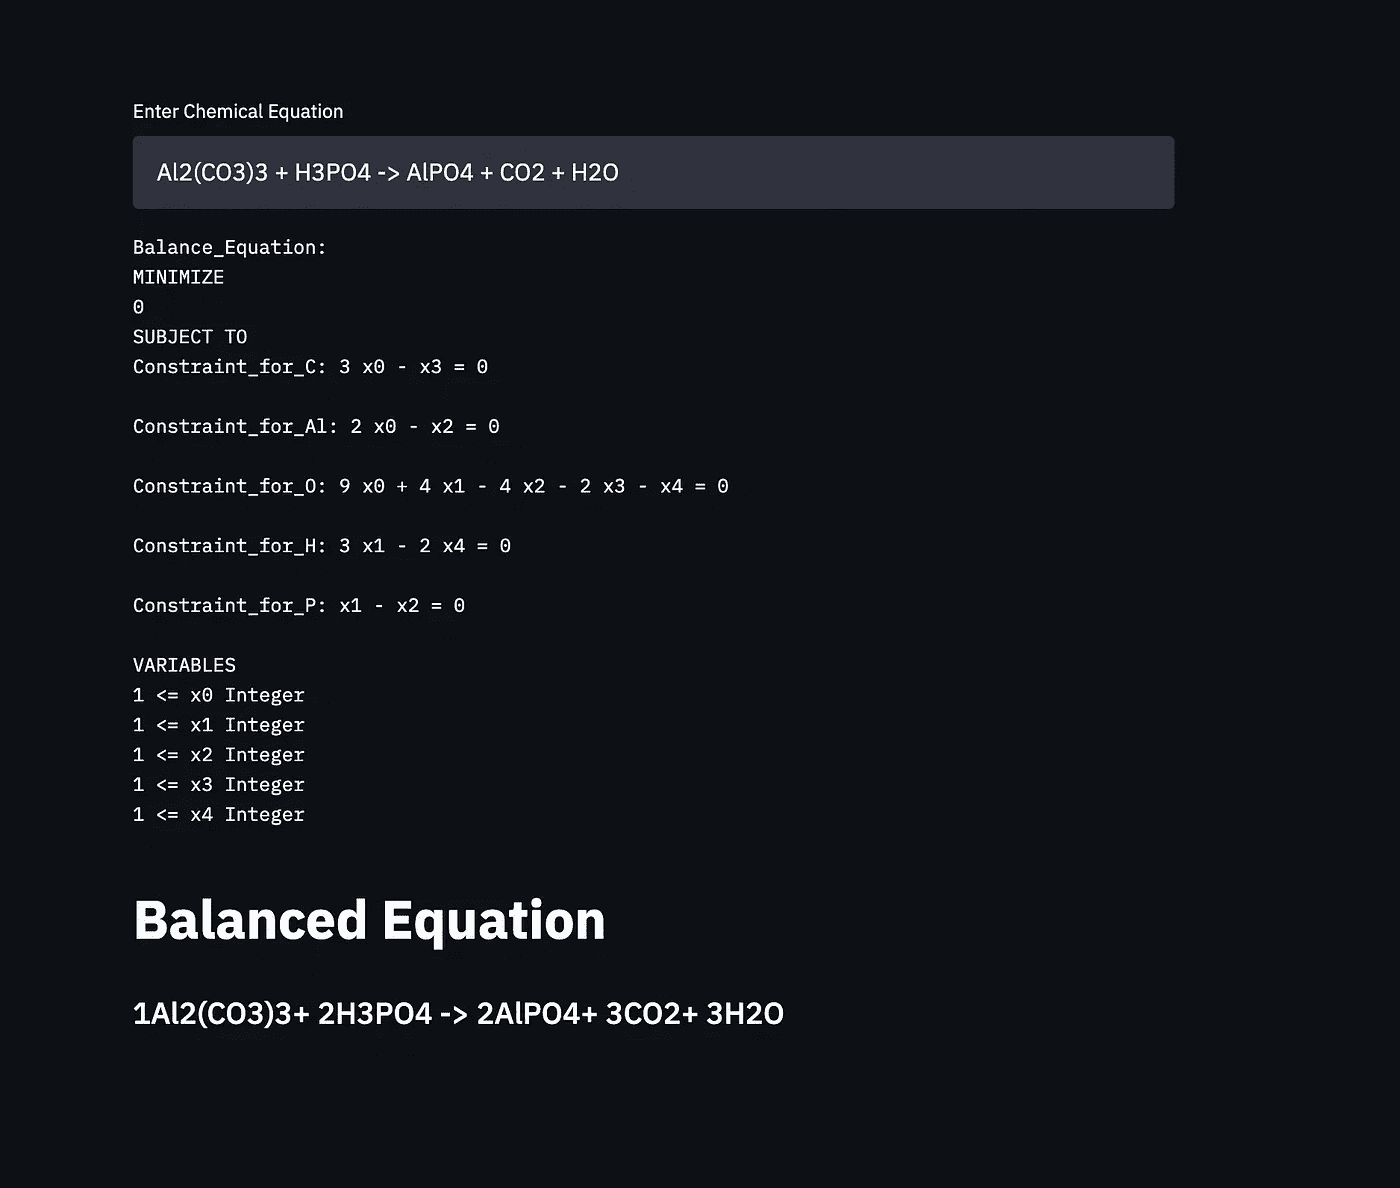 Enter Chemical Equation
Al2(CO3)3 + H3PO4 -> AlPO4 + CO2 + H2O
Balance_Equation:
MINIMIZE
0
SUBJECT TO
Constraint_for_C: 3 x0 - x3 = 0
Constraint_for_Al: 2 x0 - x2 = 0
Constraint_for_O: 9 x0 + 4 x1 - 4 x2 - 2 x3 - x4 = 0
Constraint_for_H: 3 x1 - 2 x4 = 0
Constraint_for_P: x1 - x2 = 0
VARIABLES
1 <= x0 Integer
1 <= x1 Integer
1 <= x2 Integer
1 <= x3 Integer
1 <= x4 Integer
Balanced Equation
1Al2(CO3)3+ 2H3PO4 -> 2AlPO4+ 3CO2+ 3H2O